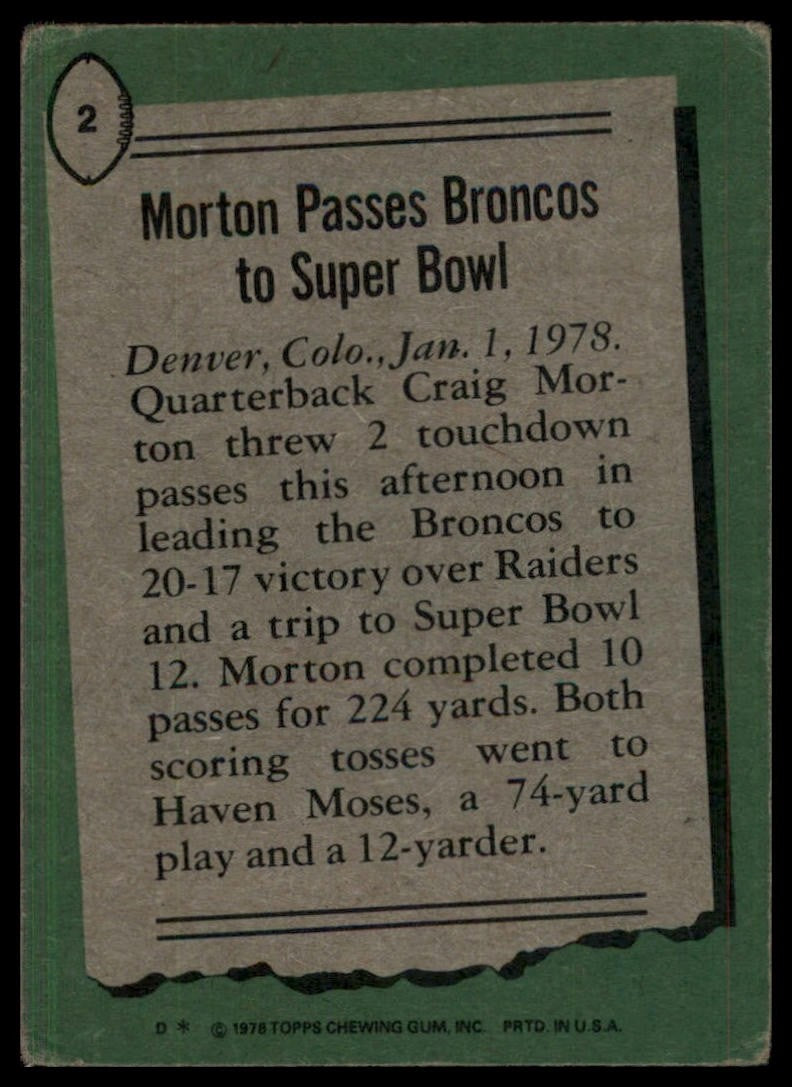 2
Morton Passes Broncos
to Super Bowl
Denver, Colo., Jan. 1, 1978.
Quarterback Craig Mor-
ton threw 2 touchdown
passes this afternoon in
leading the Broncos to
20-17 victory over Raiders
and a trip to Super Bowl
12. Morton completed 10
passes for 224 yards. Both
scoring tosses went to
Haven Moses, a 74-yard
play and a 12-yarder.
D * © 1978 TOPPS CHEWING GUM, INC. PRTD. IN U.S.A.